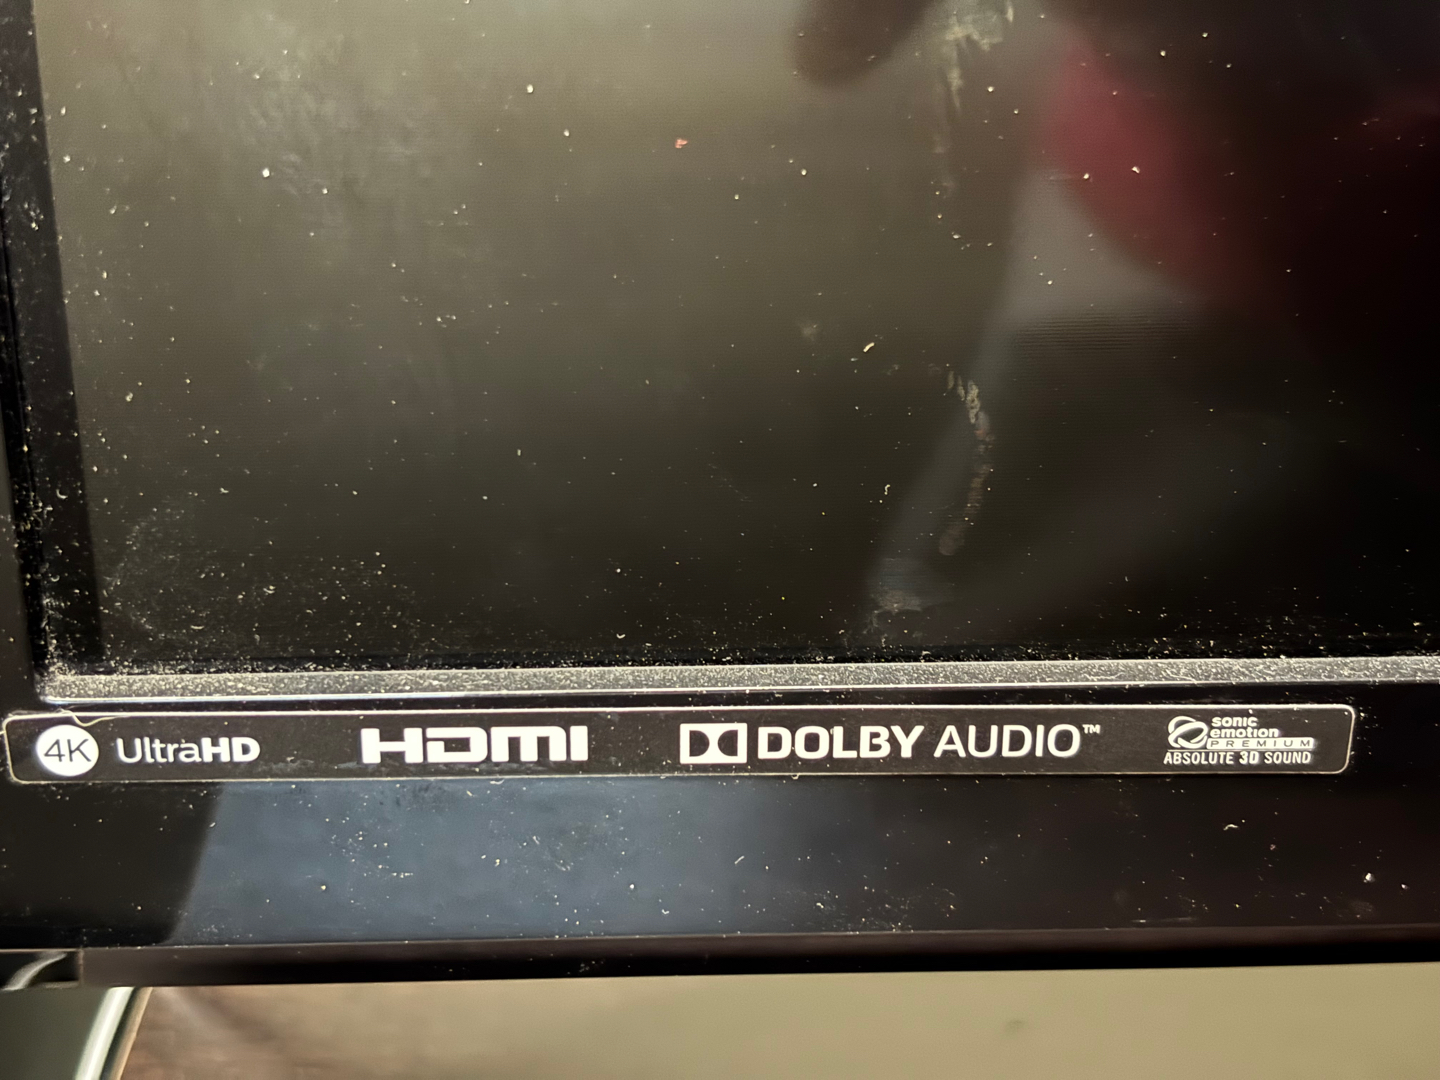 4K UltraHD HDMI DOLBY AUDIO™
sonic
emotion
PREMIUM
ABSOLUTE 3D SOUND